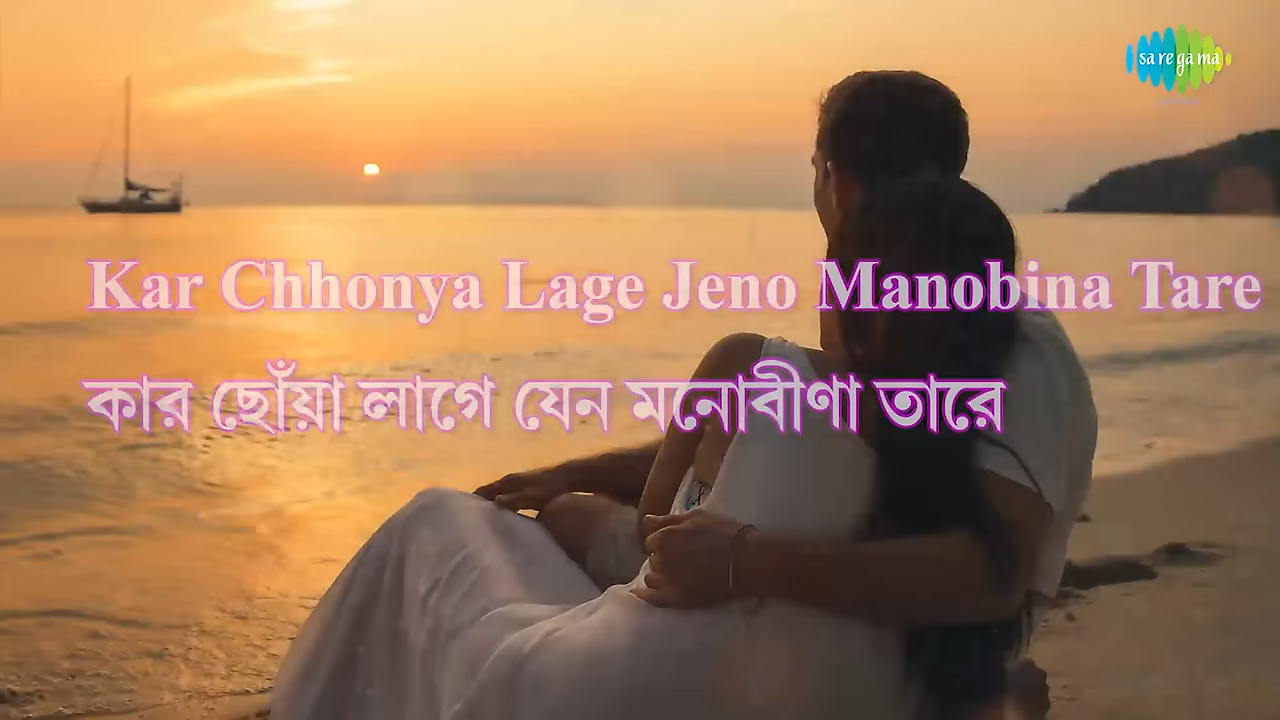 sa re ga ma
Kar Chhonya Lage Jeno Manobina Tare
কার ছোঁয়া লাগে যেন মনোবীণা তারে